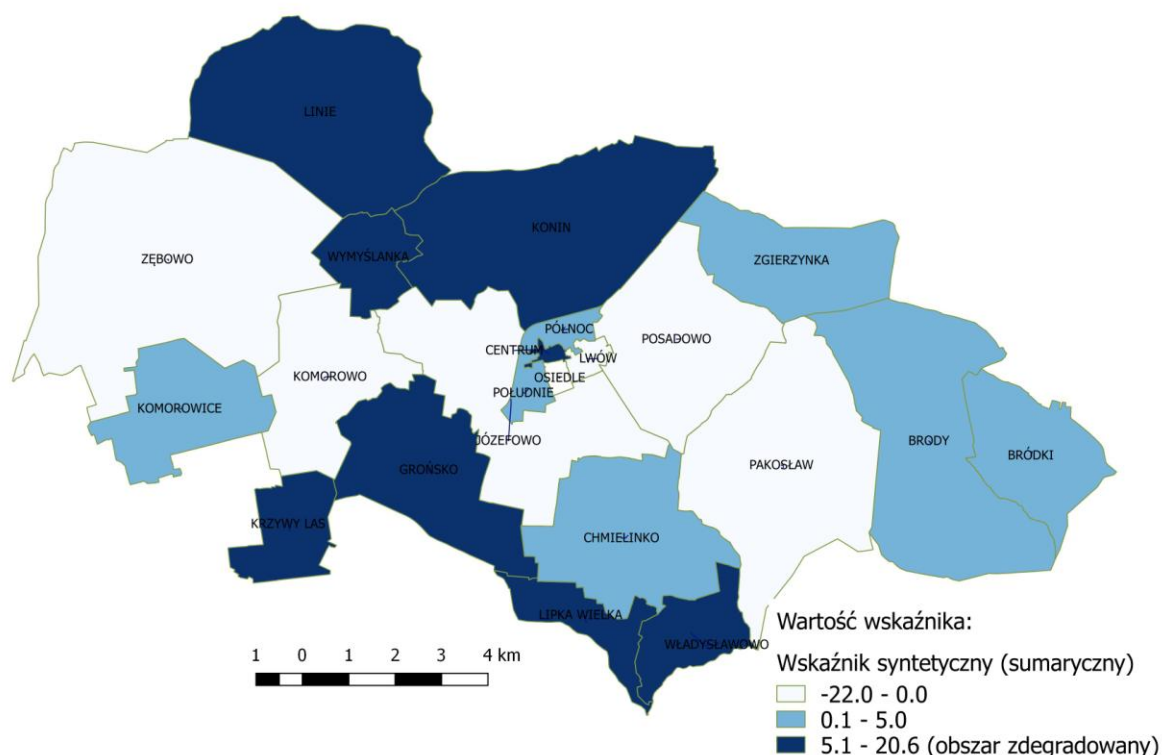 LINIE
KONIN
ZĘBOWO
WYMYŚLANKA
ZGIERZYNKA
PÓŁNOC
POSADOWO
CENTRUM
LWÓW
KOMOROWO
OSIEDLE
POŁUDNIE
KOMOROWICE
JÓZEFOWO
BRODY
GROŃSKO
PAKOSŁAW
BRÓDKI
KRZYWY LAS
CHMIELINKO
LIPKA WIELKA
WŁADYSŁAWOWO
1 0 1 2 3 4 km
Wartość wskaźnika:
Wskaźnik syntetyczny (sumaryczny)
-22.0 - 0.0
0.1 - 5.0
5.1 - 20.6 (obszar zdegradowany)